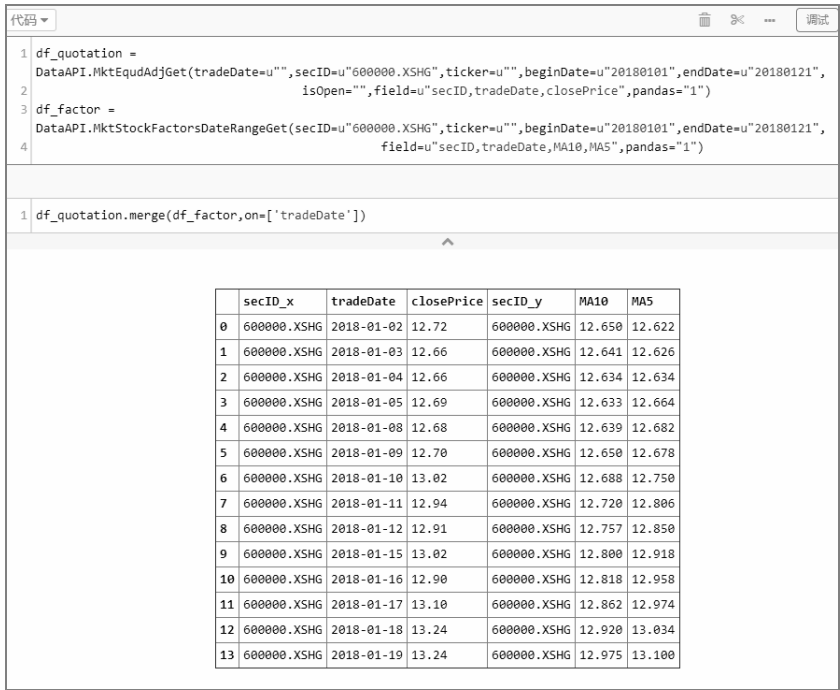 代码
调试
1 df_quotation =
DataAPI.MktEqudAdjGet(tradeDate=u"",secID=u"600000.XSHG",ticker=u"",beginDate=u"20180101",endDate=u"20180121",
2 isOpen="",field=u"secID,tradeDate,closePrice",pandas="1")
3 df_factor =
DataAPI.MktStockFactorsDateRangeGet(secID=u"600000.XSHG",ticker=u"",beginDate=u"20180101",endDate=u"20180121",
4 field=u"secID,tradeDate,MA10,MA5",pandas="1")
1 df_quotation.merge(df_factor,on=['tradeDate'])
secID_x tradeDate closePrice secID_y MA10 MA5
0 600000.XSHG 2018-01-02 12.72 600000.XSHG 12.650 12.622
1 600000.XSHG 2018-01-03 12.66 600000.XSHG 12.641 12.626
2 600000.XSHG 2018-01-04 12.66 600000.XSHG 12.634 12.634
3 600000.XSHG 2018-01-05 12.69 600000.XSHG 12.633 12.664
4 600000.XSHG 2018-01-08 12.68 600000.XSHG 12.639 12.682
5 600000.XSHG 2018-01-09 12.70 600000.XSHG 12.650 12.678
6 600000.XSHG 2018-01-10 13.02 600000.XSHG 12.688 12.750
7 600000.XSHG 2018-01-11 12.94 600000.XSHG 12.720 12.806
8 600000.XSHG 2018-01-12 12.91 600000.XSHG 12.757 12.850
9 600000.XSHG 2018-01-15 13.02 600000.XSHG 12.800 12.918
10 600000.XSHG 2018-01-16 12.90 600000.XSHG 12.818 12.958
11 600000.XSHG 2018-01-17 13.10 600000.XSHG 12.862 12.974
12 600000.XSHG 2018-01-18 13.24 600000.XSHG 12.920 13.034
13 600000.XSHG 2018-01-19 13.24 600000.XSHG 12.975 13.100